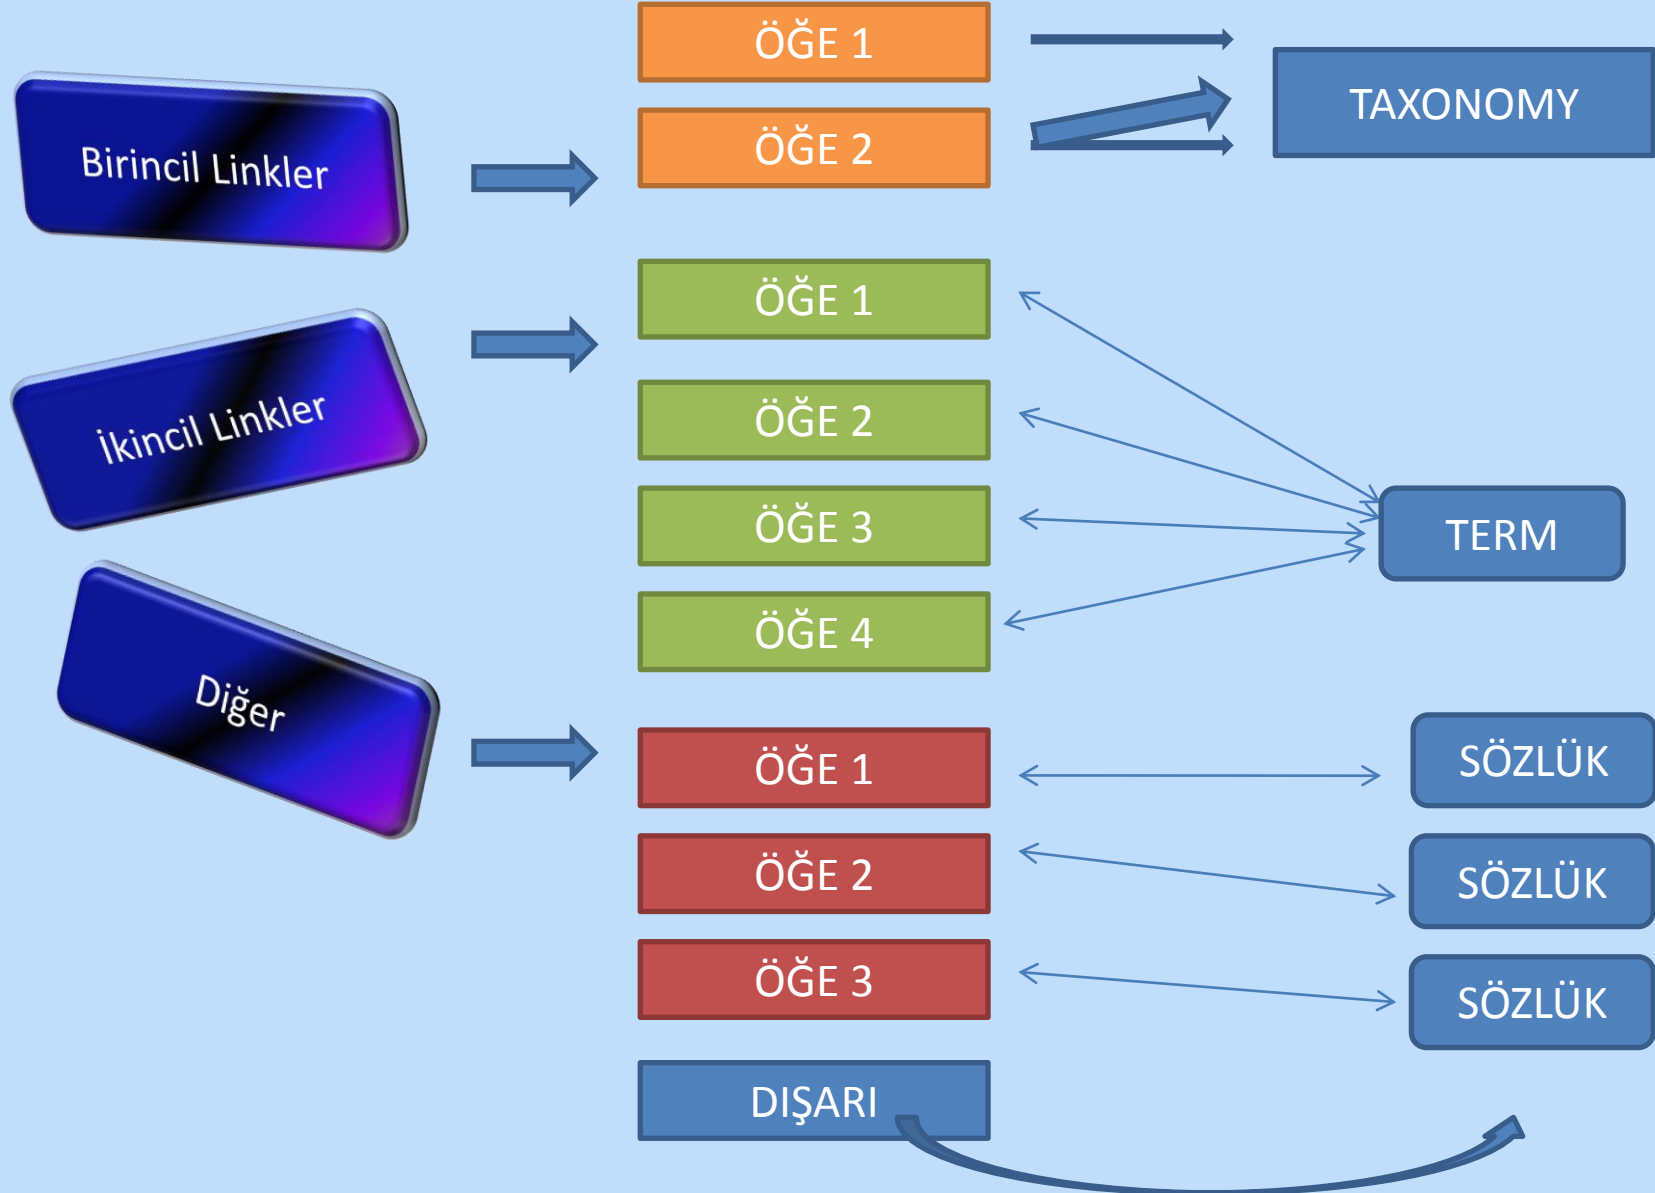 Birincil Linkler
ÖĞE 1
ÖĞE 2
TAXONOMY
İkincil Linkler
ÖĞE 1
ÖĞE 2
ÖĞE 3
ÖĞE 4
TERM
Diğer
ÖĞE 1
ÖĞE 2
ÖĞE 3
SÖZLÜK
SÖZLÜK
SÖZLÜK
DIŞARI